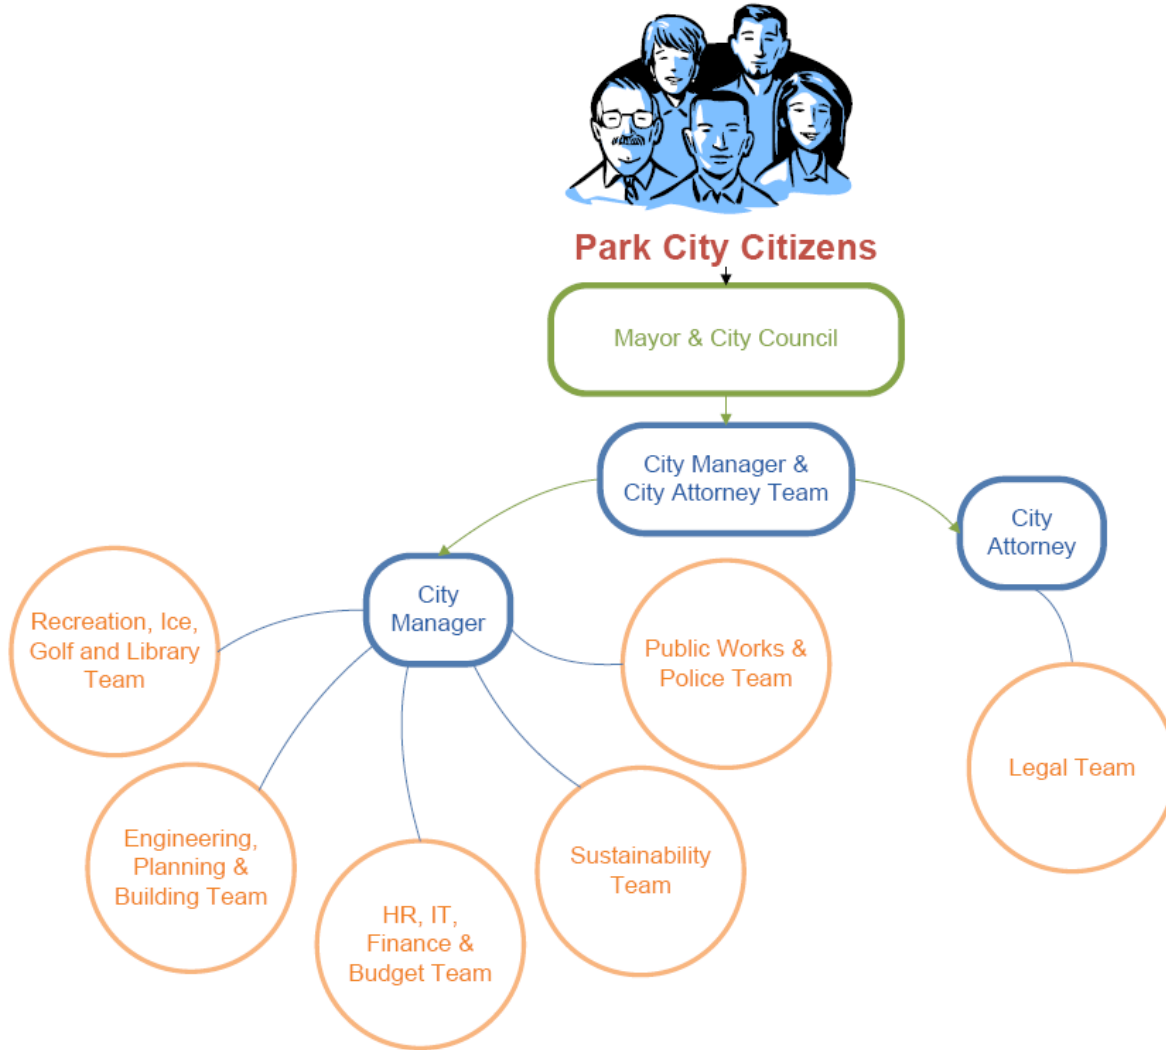 Park City Citizens
Mayor & City Council
City Manager &
City Attorney Team
City
Attorney
City
Manager
Recreation, Ice,
Golf and Library
Team
Public Works &
Police Team
Legal Team
Engineering,
Planning &
Building Team
Sustainability
Team
HR, IT,
Finance &
Budget Team